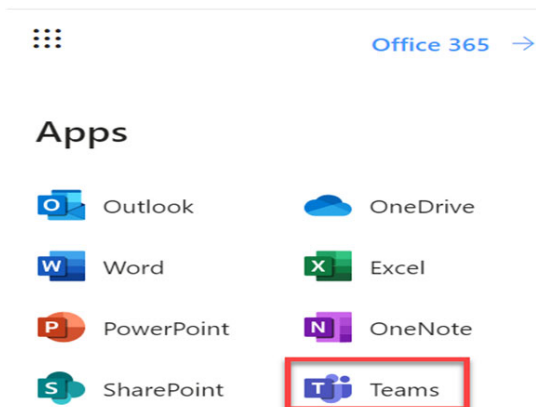 Office 365 →
Apps
Outlook
OneDrive
Word
Excel
PowerPoint
OneNote
SharePoint
Teams